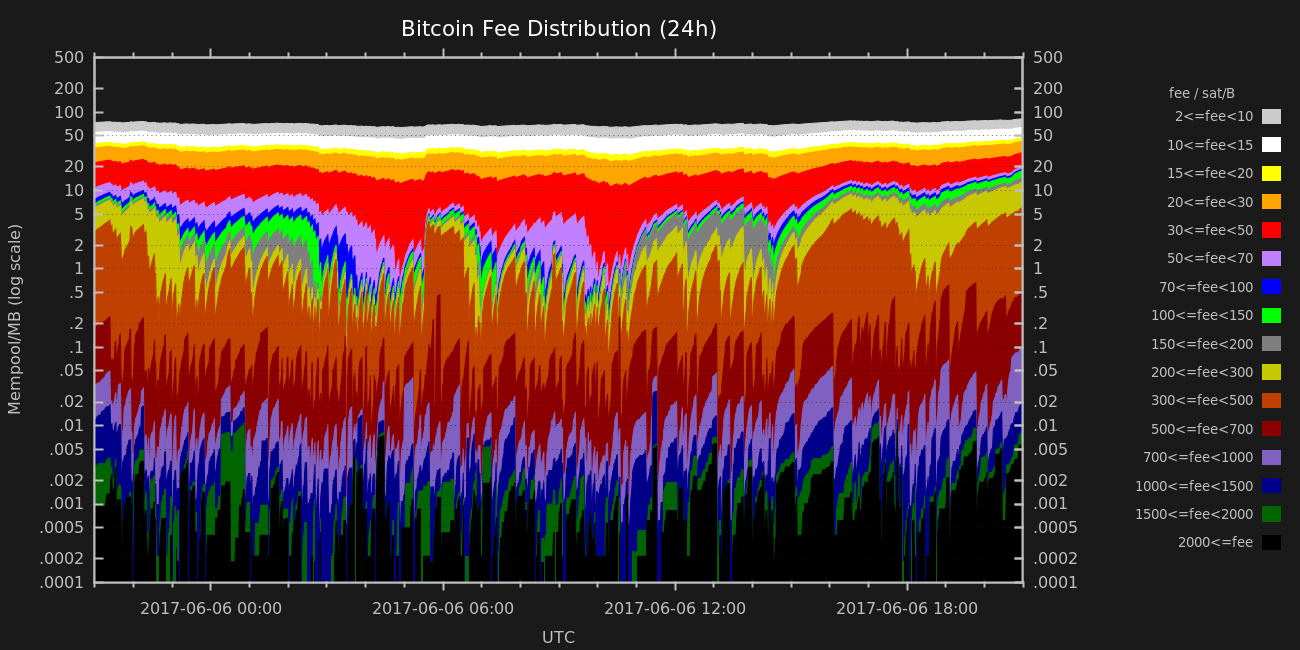 Bitcoin Fee Distribution (24h)
500
200
100
50
20
10
5
2
1
.5
.2
.1
.05
.02
.01
.005
.002
.001
.0005
.0002
.0001
Mempool/MB (log scale)
500
200
100
50
20
10
5
2
1
.5
.2
.1
.05
.02
.01
.005
.002
.001
.0005
.0002
.0001
fee / sat/B
2<=fee<10
10<=fee<15
15<=fee<20
20<=fee<30
30<=fee<50
50<=fee<70
70<=fee<100
100<=fee<150
150<=fee<200
200<=fee<300
300<=fee<500
500<=fee<700
700<=fee<1000
1000<=fee<1500
1500<=fee<2000
2000<=fee
2017-06-06 00:00 2017-06-06 06:00 2017-06-06 12:00 2017-06-06 18:00
UTC